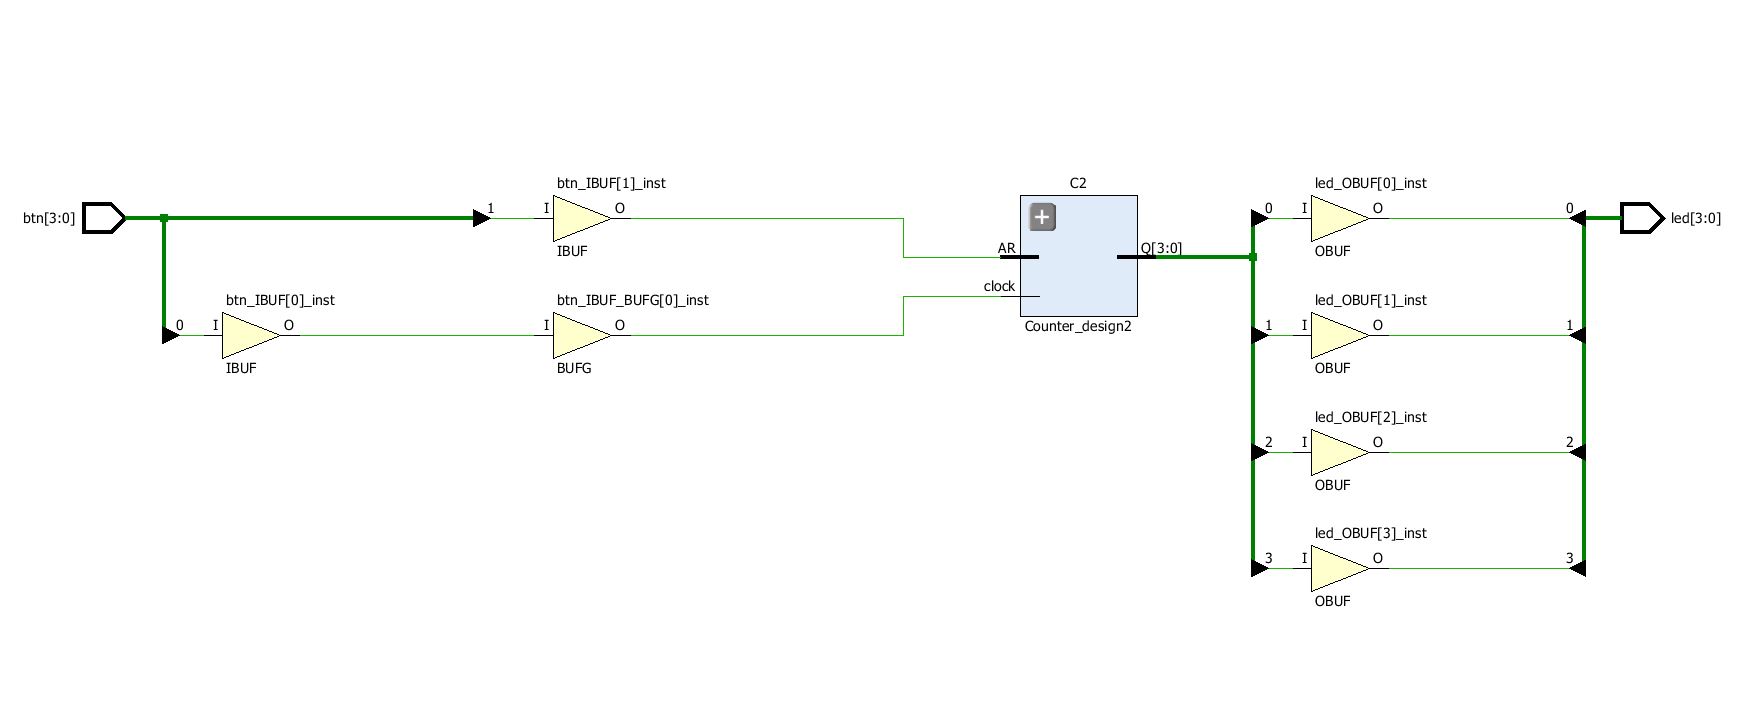 btn_IBUF[1]_inst
C2
led_OBUF[0]_inst
btn[3:0]
1
I
O
0
I
O
0
led[3:0]
IBUF
AR
Q[3:0]
OBUF
btn_IBUF[0]_inst
btn_IBUF_BUFG[0]_inst
clock
led_OBUF[1]_inst
0
I
O
I
O
Counter_design2
1
I
O
1
IBUF
BUFG
OBUF
led_OBUF[2]_inst
2
I
O
2
OBUF
led_OBUF[3]_inst
3
I
O
3
OBUF